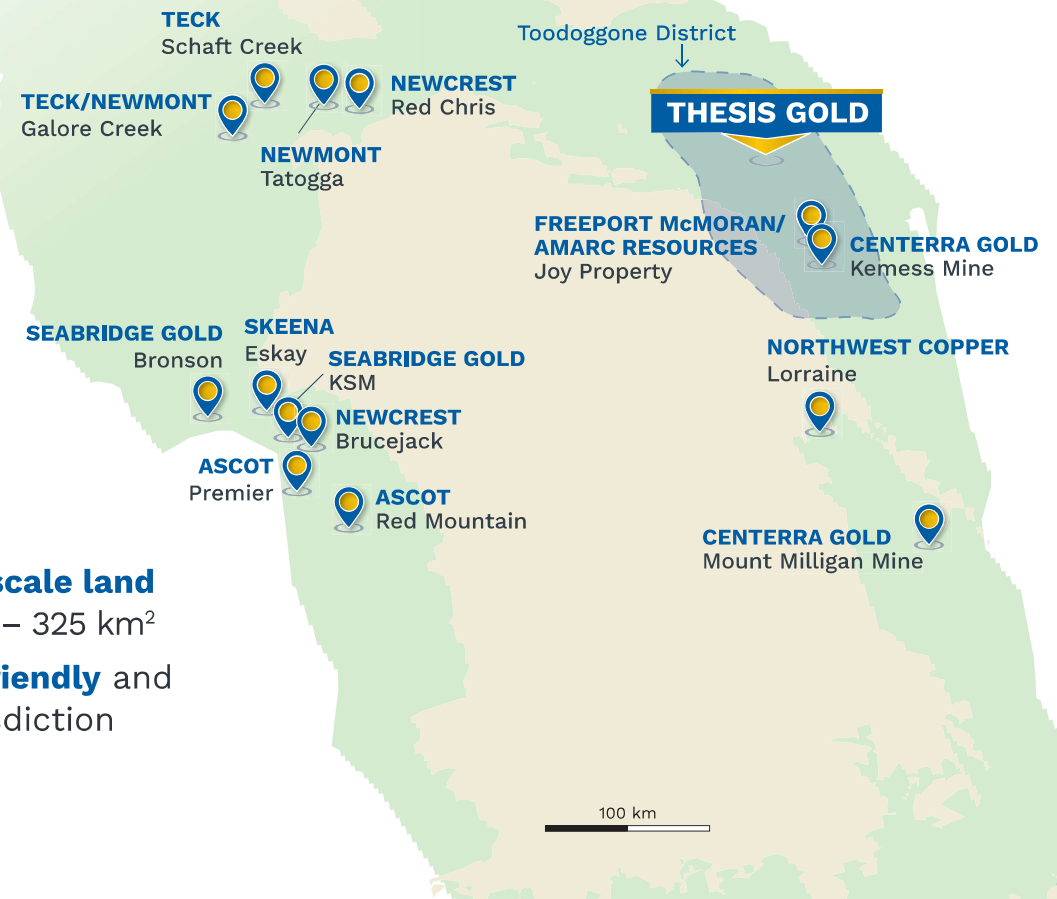 TECK
Schaft Creek
TECK/NEWMONT
Galore Creek
NEWCREST
Red Chris
NEWMONT
Tatogga
Toodoggone District
THESIS GOLD
FREEPORT McMORAN/
AMARC RESOURCES
Joy Property
CENTERRA GOLD
Kemess Mine
SEABRIDGE GOLD
Bronson
SKEENA
Eskay
SEABRIDGE GOLD
KSM
NEWCREST
Brucejack
ASCOT
Premier
ASCOT
Red Mountain
NORTHWEST COPPER
Lorraine
CENTERRA GOLD
Mount Milligan Mine
scale land
– 325 km²
riendly and
diction
100 km